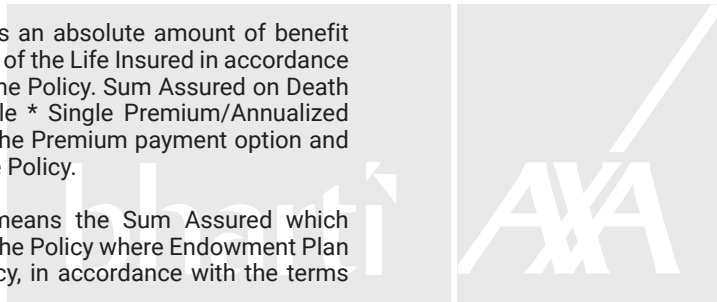 s an absolute amount of benefit
of the Life Insured in accordance
ne Policy. Sum Assured on Death
le * Single Premium/Annualized
he Premium payment option and
Policy.
means the Sum Assured which
he Policy where Endowment Plan
cy, in accordance with the terms
bharti
AXA